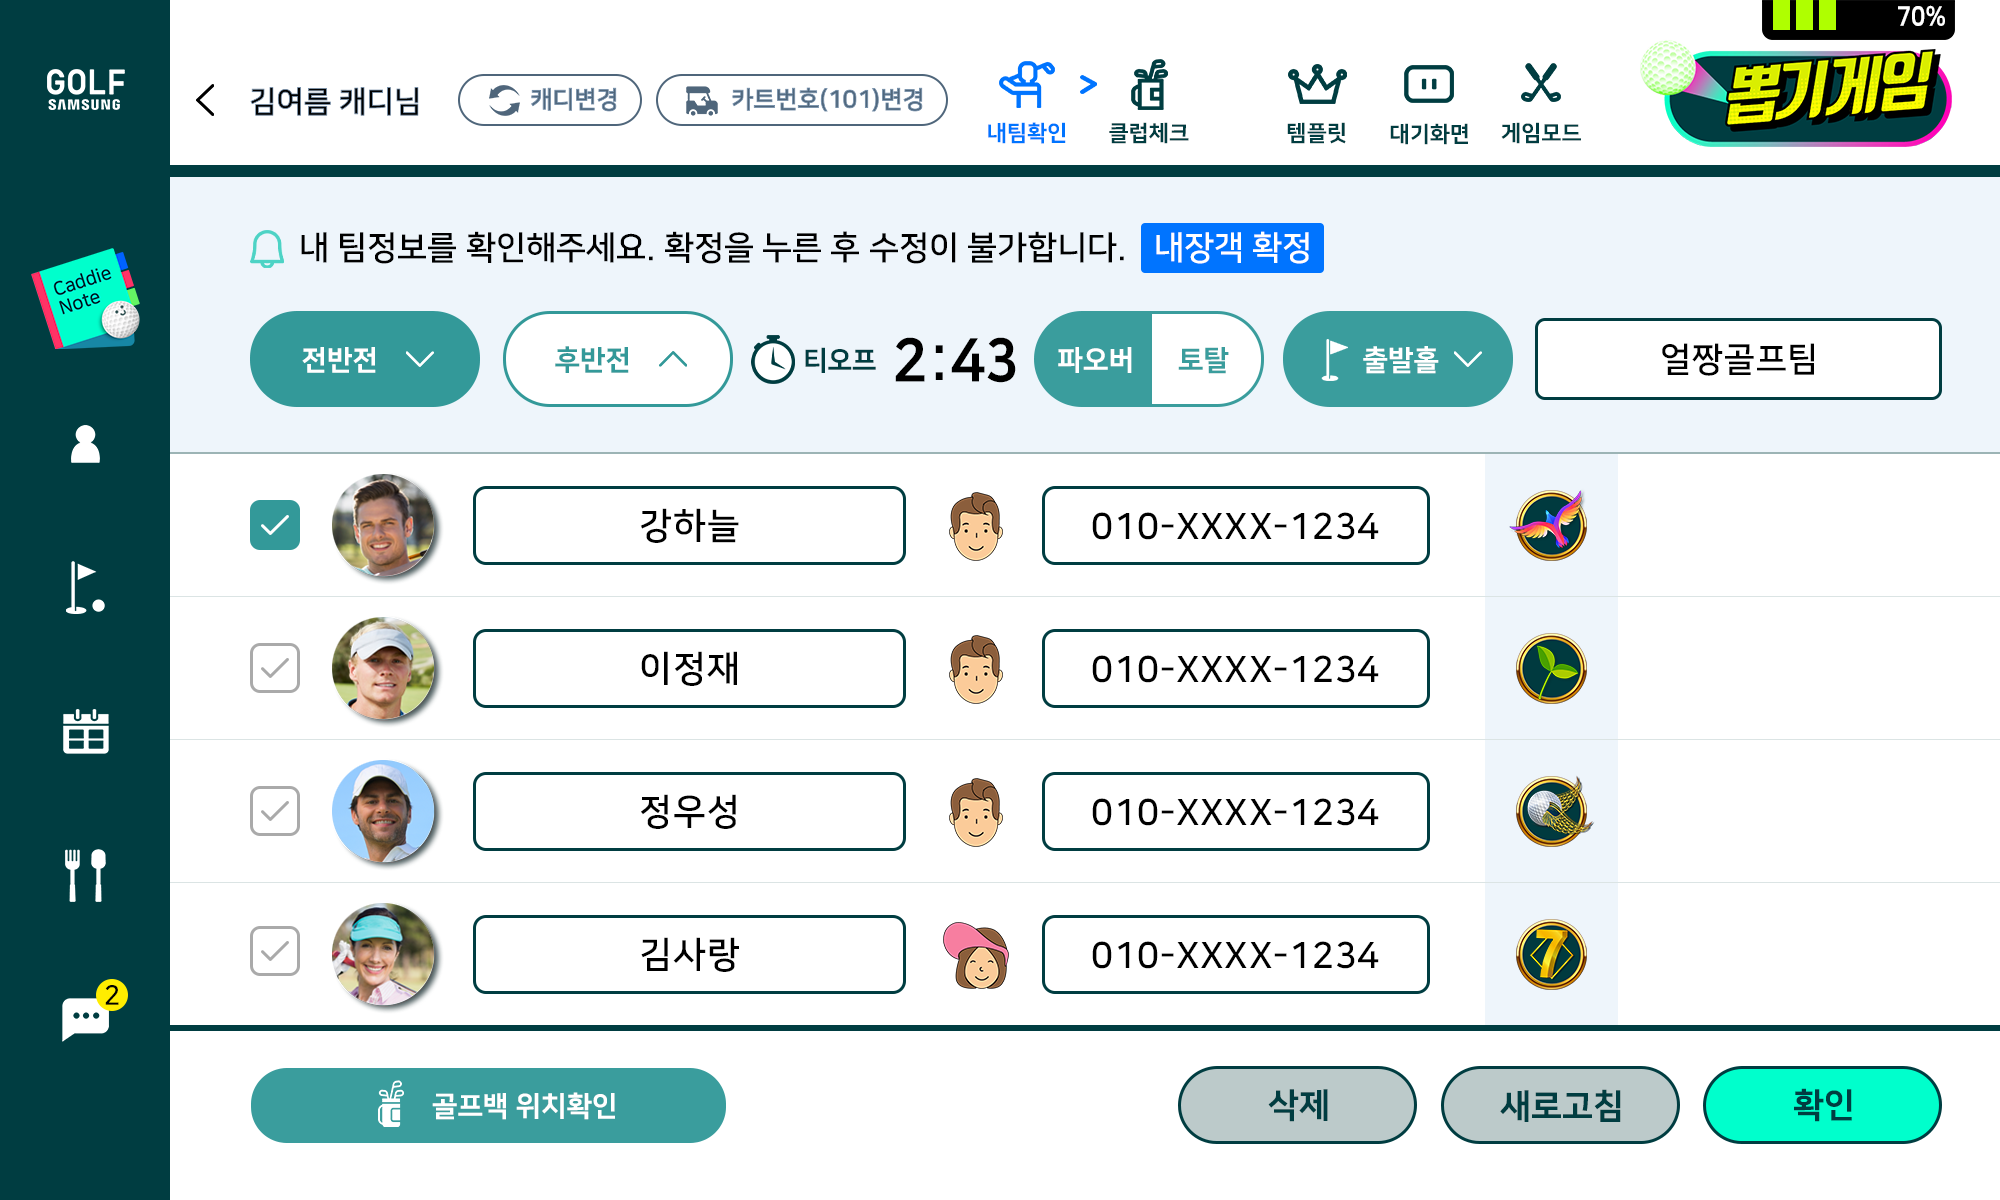 70%
GOLF
SAMSUNG
김여름 캐디님
캐디변경
카트번호(101)변경
내팀확인
>
클럽체크
템플릿
대기화면
게임모드
뽑기게임
Caddie
Note
내 팀정보를 확인해주세요. 확정을 누른 후 수정이 불가합니다.
내장객 확정
전반전
후반전
티오프
2:43
파오버
토탈
출발홀
얼짱골프팀
강하늘
010-XXXX-1234
이정재
010-XXXX-1234
정우성
010-XXXX-1234
김사랑
010-XXXX-1234
7
2
골프백 위치확인
삭제
새로고침
확인